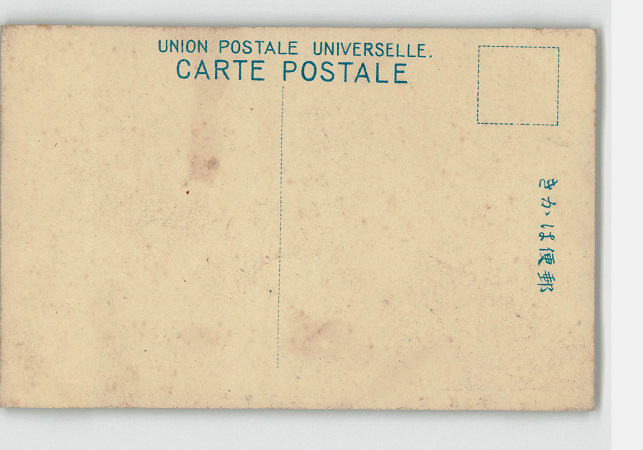 UNION POSTALE UNIVERSELLE.
CARTE POSTALE
きかは便郵